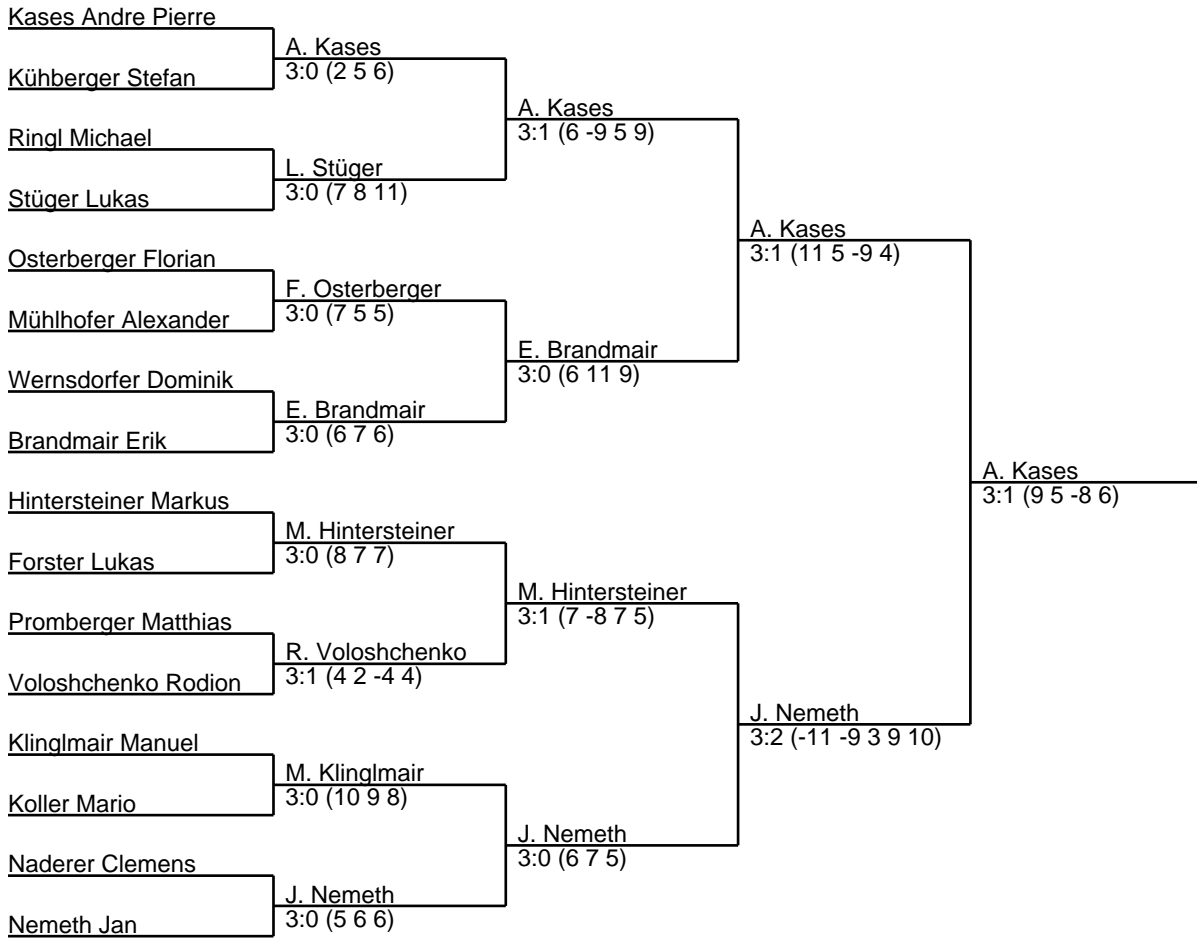 Kases Andre Pierre
Kühberger Stefan
Ringl Michael
Stüger Lukas
Osterberger Florian
Mühlhofer Alexander
Wernsdorfer Dominik
Brandmair Erik
Hintersteiner Markus
Forster Lukas
Promberger Matthias
Voloshchenko Rodion
Klinglmair Manuel
Koller Mario
Naderer Clemens
Nemeth Jan
A. Kases
3:0 (2 5 6)
L. Stüger
3:0 (7 8 11)
F. Osterberger
3:0 (7 5 5)
E. Brandmair
3:0 (6 7 6)
M. Hintersteiner
3:0 (8 7 7)
R. Voloshchenko
3:1 (4 2 -4 4)
M. Klinglmair
3:0 (10 9 8)
J. Nemeth
3:0 (5 6 6)
A. Kases
3:1 (6 -9 5 9)
E. Brandmair
3:0 (6 11 9)
M. Hintersteiner
3:1 (7 -8 7 5)
J. Nemeth
3:0 (6 7 5)
A. Kases
3:1 (11 5 -9 4)
J. Nemeth
3:2 (-11 -9 3 9 10)
A. Kases
3:1 (9 5 -8 6)